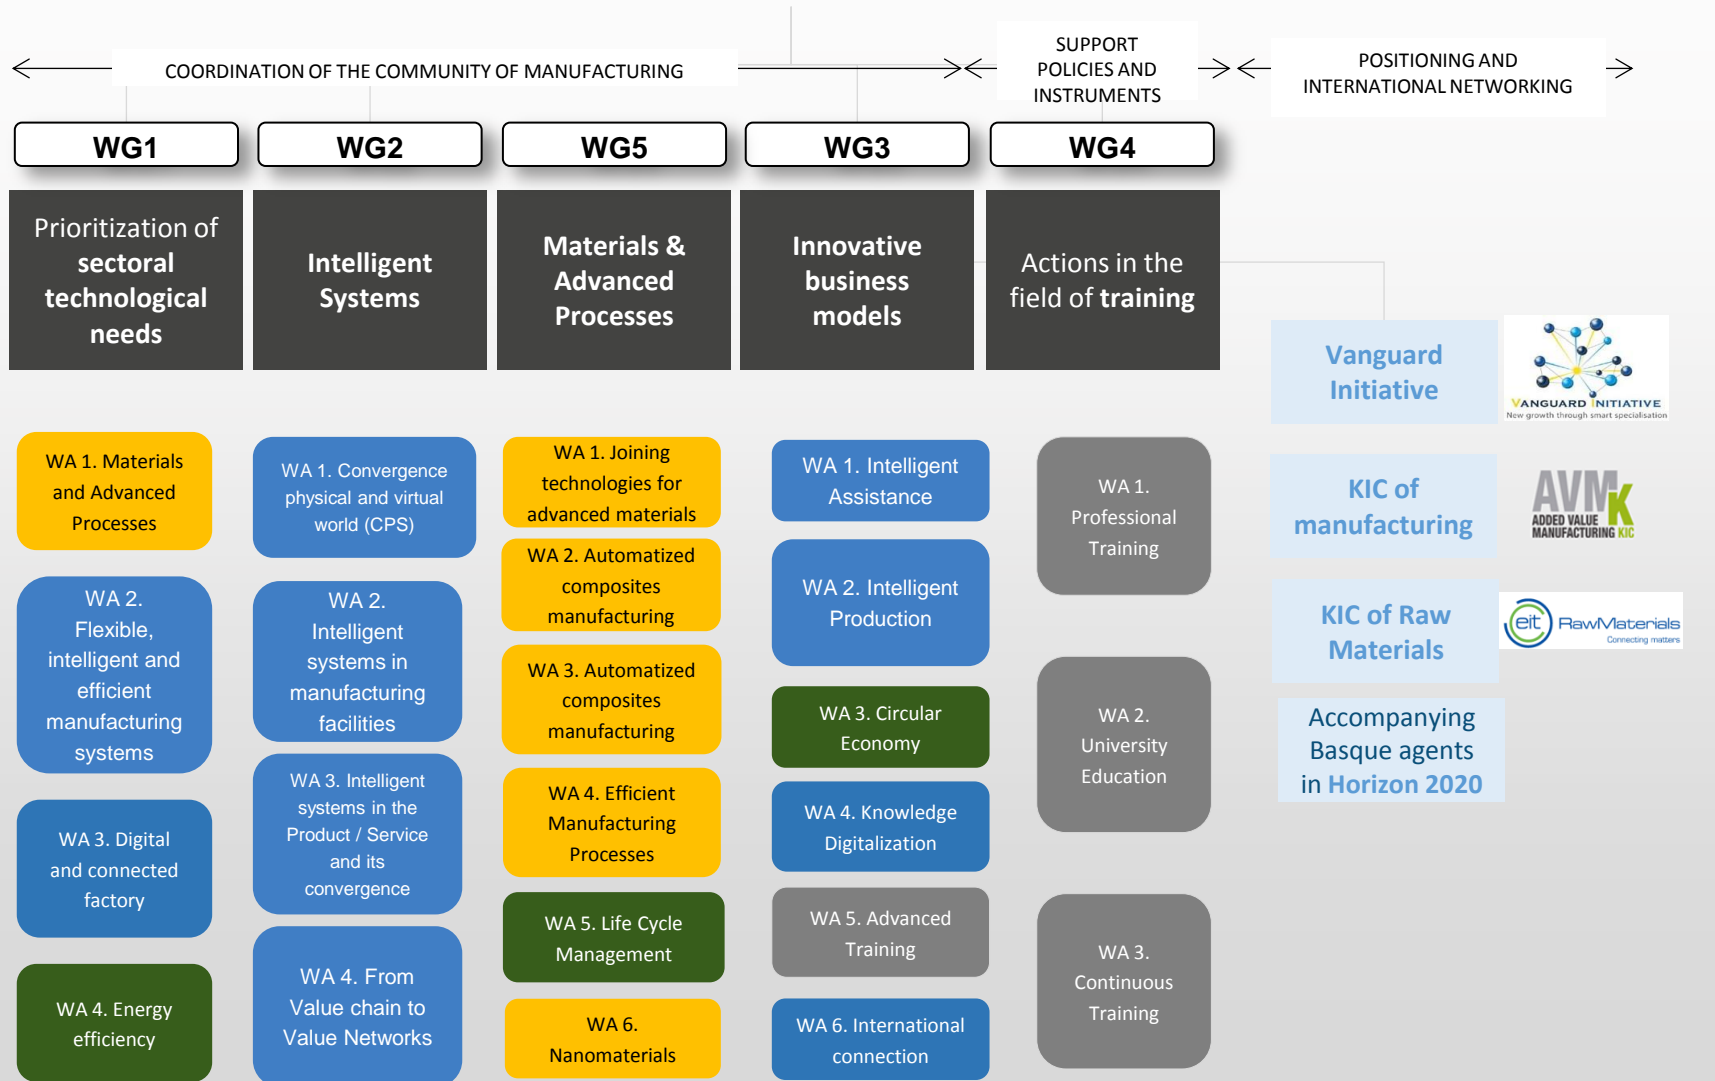 COORDINATION OF THE COMMUNITY OF MANUFACTURING
SUPPORT
POLICIES AND
INSTRUMENTS
POSITIONING AND
INTERNATIONAL NETWORKING
WG1
WG2
WG5
WG3
WG4
Prioritization of
sectoral
technological
needs
Intelligent
Systems
Materials &
Advanced
Processes
Innovative
business
models
Actions in the
field of training
WA 1. Materials
and Advanced
Processes
WA 2.
Flexible,
intelligent and
efficient
manufacturing
systems
WA 3. Digital
and connected
factory
WA 4. Energy
efficiency
WA 1. Convergence
physical and virtual
world (CPS)
WA 2.
Intelligent
systems in
manufacturing
facilities
WA 3. Intelligent
systems in the
Product / Service
and its
convergence
WA 4. From
Value chain to
Value Networks
WA 1. Joining
technologies for
advanced materials
WA 2. Automatized
composites
manufacturing
WA 3. Automatized
composites
manufacturing
WA 4. Efficient
Manufacturing
Processes
WA 5. Life Cycle
Management
WA 6.
Nanomaterials
WA 1. Intelligent
Assistance
WA 2. Intelligent
Production
WA 3. Circular
Economy
WA 4. Knowledge
Digitalization
WA 5. Advanced
Training
WA 6. International
connection
WA 1.
Professional
Training
WA 2.
University
Education
WA 3.
Continuous
Training
Vanguard
Initiative
VANGUARD INITIATIVE
New growth through smart specialisation
KIC of
manufacturing
AVM K
ADDED VALUE
MANUFACTURING KIC
KIC of Raw
Materials
eit RawMaterials
Connecting matters
Accompanying
Basque agents
in Horizon 2020